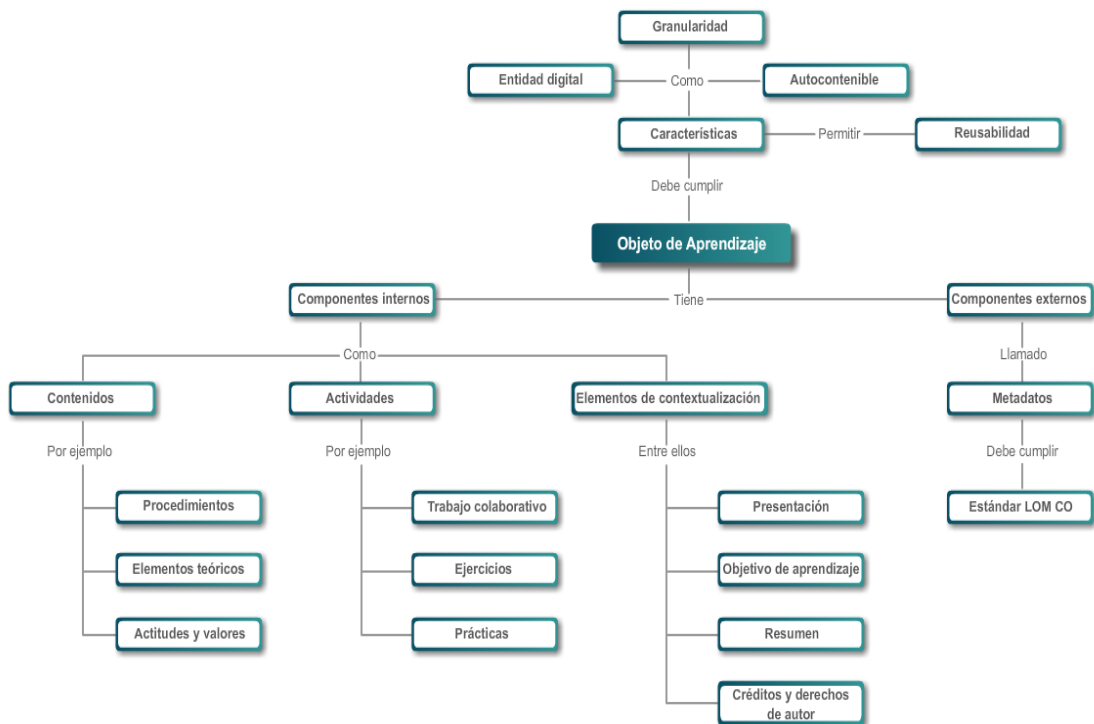 Granularidad
Entidad digital
Como
Autocontenible
Características
Permitir
Reusabilidad
Debe cumplir
Objeto de Aprendizaje
Componentes internos
Tiene
Componentes externos
Como
Llamado
Contenidos
Actividades
Elementos de contextualización
Metadatos
Por ejemplo
Por ejemplo
Entre ellos
Debe cumplir
Procedimientos
Trabajo colaborativo
Presentación
Estándar LOM CO
Elementos teóricos
Ejercicios
Objetivo de aprendizaje
Actitudes y valores
Prácticas
Resumen
Créditos y derechos
de autor